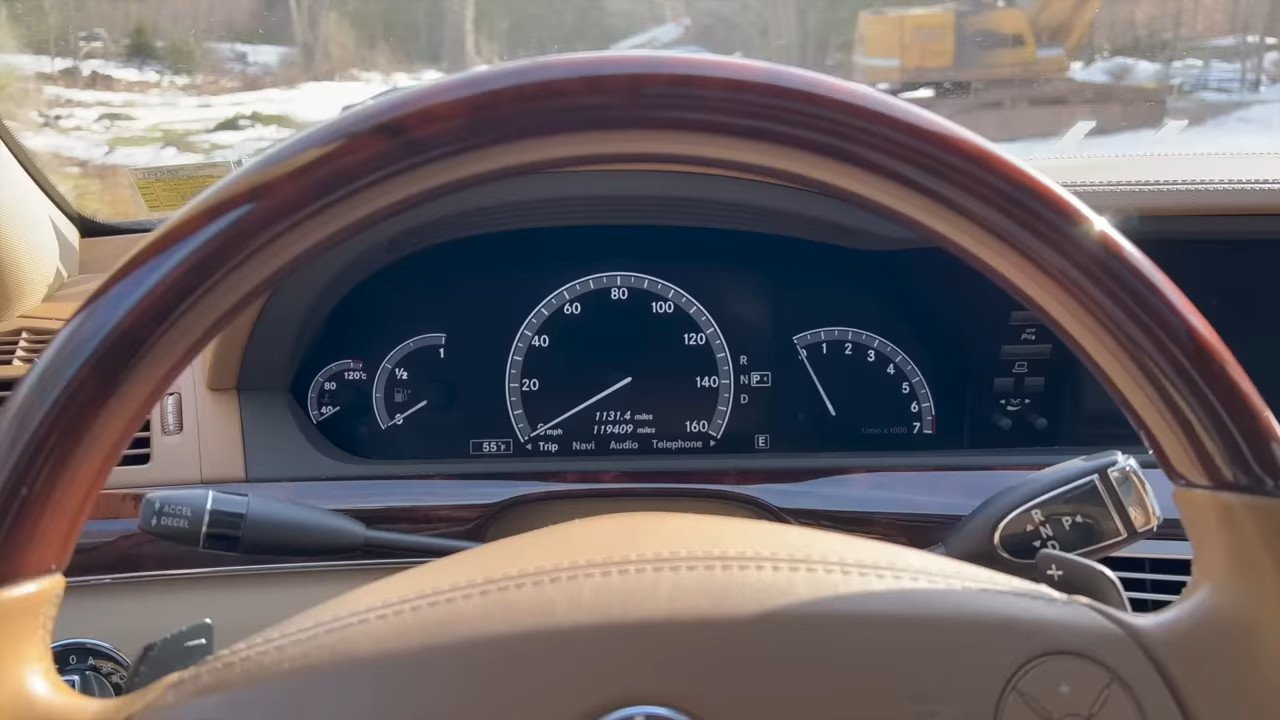 80
120°C
40
1
½
0
0 mph
20
40
60
80
100
120
140
160
1131.4 miles
119409 miles
55°F
Trip Navi Audio Telephone
R
N P
D
E
1
2
3
4
5
6
7
1/min x 1000
OFF
ACCEL
DECEL
R
N P
D
+
0 A